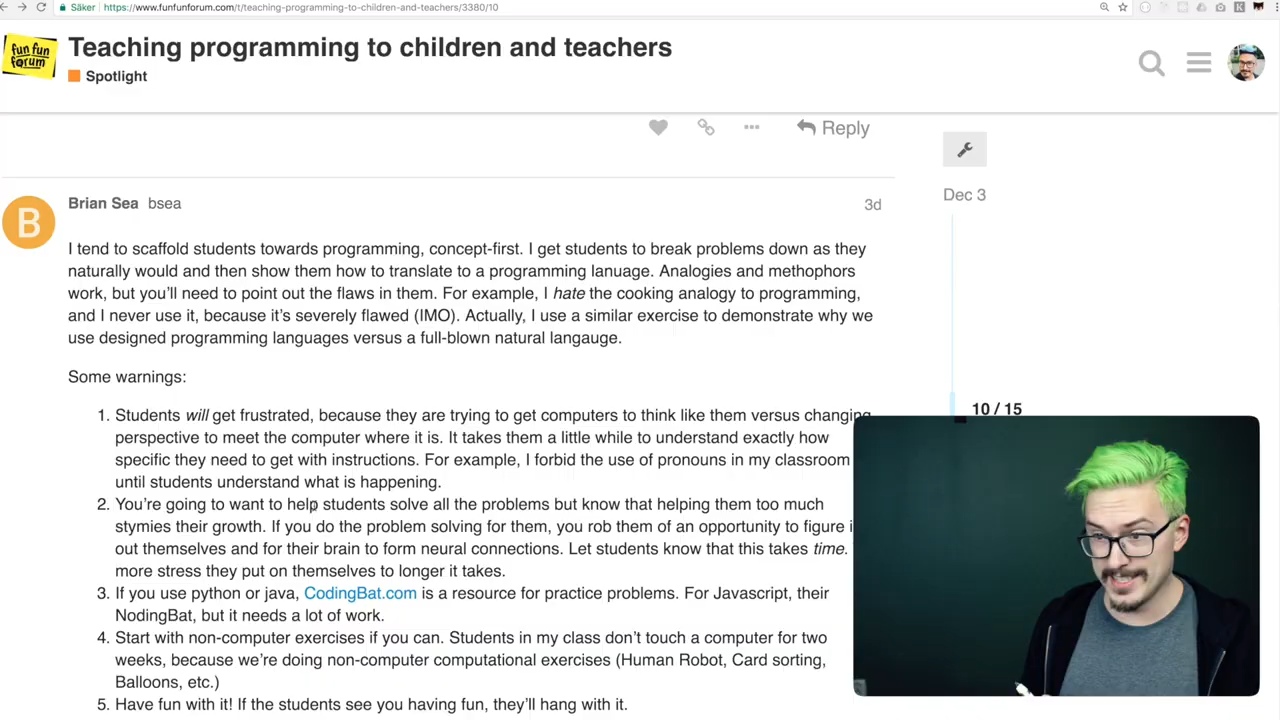 Säker
https://www.funfunforum.com/t/teaching-programming-to-children-and-teachers/3380/10
fun fun
forum
Teaching programming to children and teachers
Spotlight
Reply
Dec 3
B
Brian Sea bsea
3d
I tend to scaffold students towards programming, concept-first. I get students to break problems down as they
naturally would and then show them how to translate to a programming lanuage. Analogies and methophors
work, but you'll need to point out the flaws in them. For example, I hate the cooking analogy to programming,
and I never use it, because it's severely flawed (IMO). Actually, I use a similar exercise to demonstrate why we
use designed programming languages versus a full-blown natural langauge.
Some warnings:
10 / 15
1. Students will get frustrated, because they are trying to get computers to think like them versus changing
perspective to meet the computer where it is. It takes them a little while to understand exactly how
specific they need to get with instructions. For example, I forbid the use of pronouns in my classroom
until students understand what is happening.
2. You're going to want to help students solve all the problems but know that helping them too much
stymies their growth. If you do the problem solving for them, you rob them of an opportunity to figure i
out themselves and for their brain to form neural connections. Let students know that this takes time.
more stress they put on themselves to longer it takes.
3. If you use python or java, CodingBat.com is a resource for practice problems. For Javascript, their
NodingBat, but it needs a lot of work.
4. Start with non-computer exercises if you can. Students in my class don't touch a computer for two
weeks, because we're doing non-computer computational exercises (Human Robot, Card sorting,
Balloons, etc.)
5. Have fun with it! If the students see you having fun, they'll hang with it.